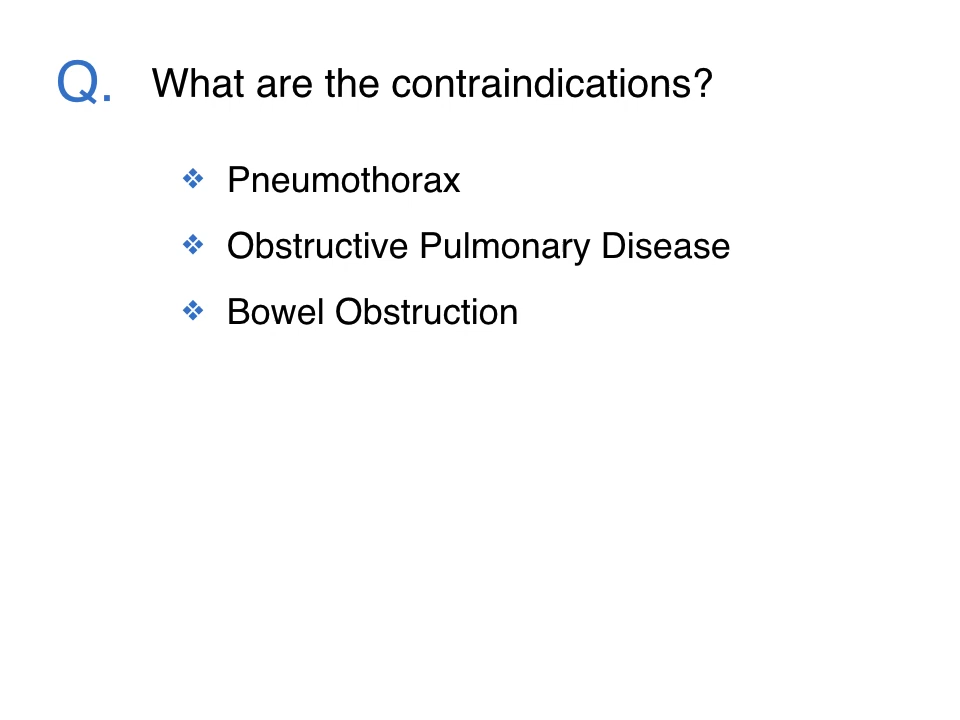 Q. What are the contraindications?
❖ Pneumothorax
❖ Obstructive Pulmonary Disease
❖ Bowel Obstruction